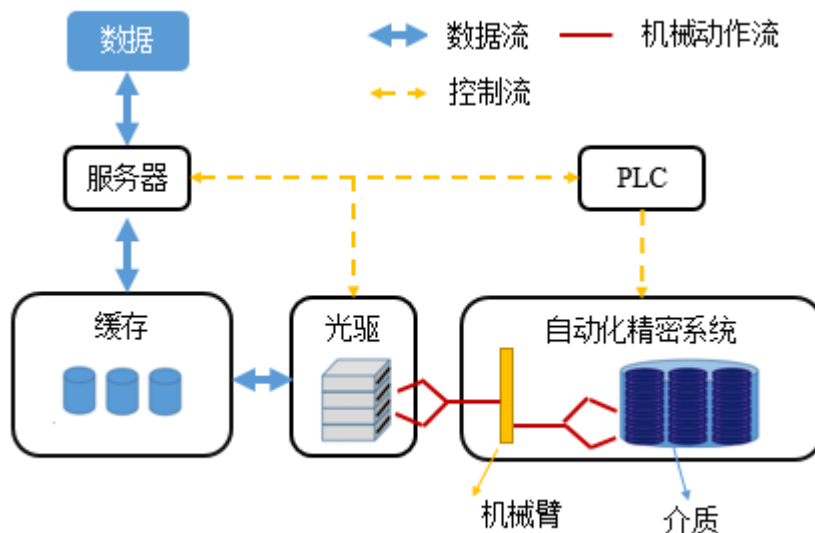 数据
数据流
机械动作流
控制流
服务器
PLC
缓存
光驱
自动化精密系统
机械臂
介质